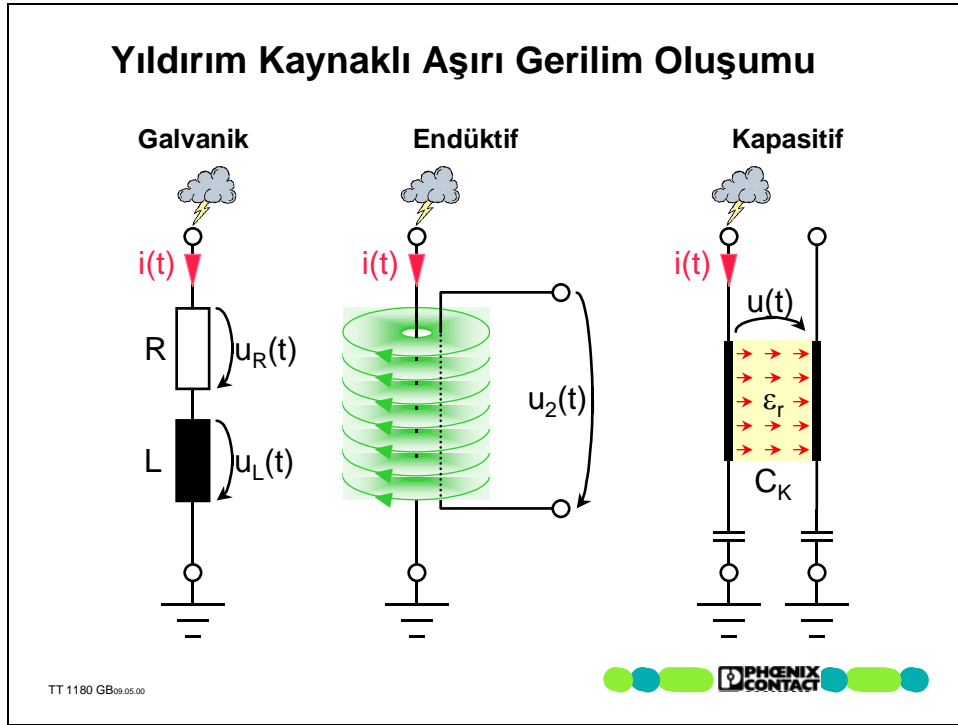 Yıldırım Kaynaklı Aşırı Gerilim Oluşumu
Galvanik
Endüktif
Kapasitif
i(t)
i(t)
i(t)
u(t)
R
uR(t)
u2(t)
εr
L
uL(t)
CK
TT 1180 GB09.05.00
PHŒNIX
CONTACT